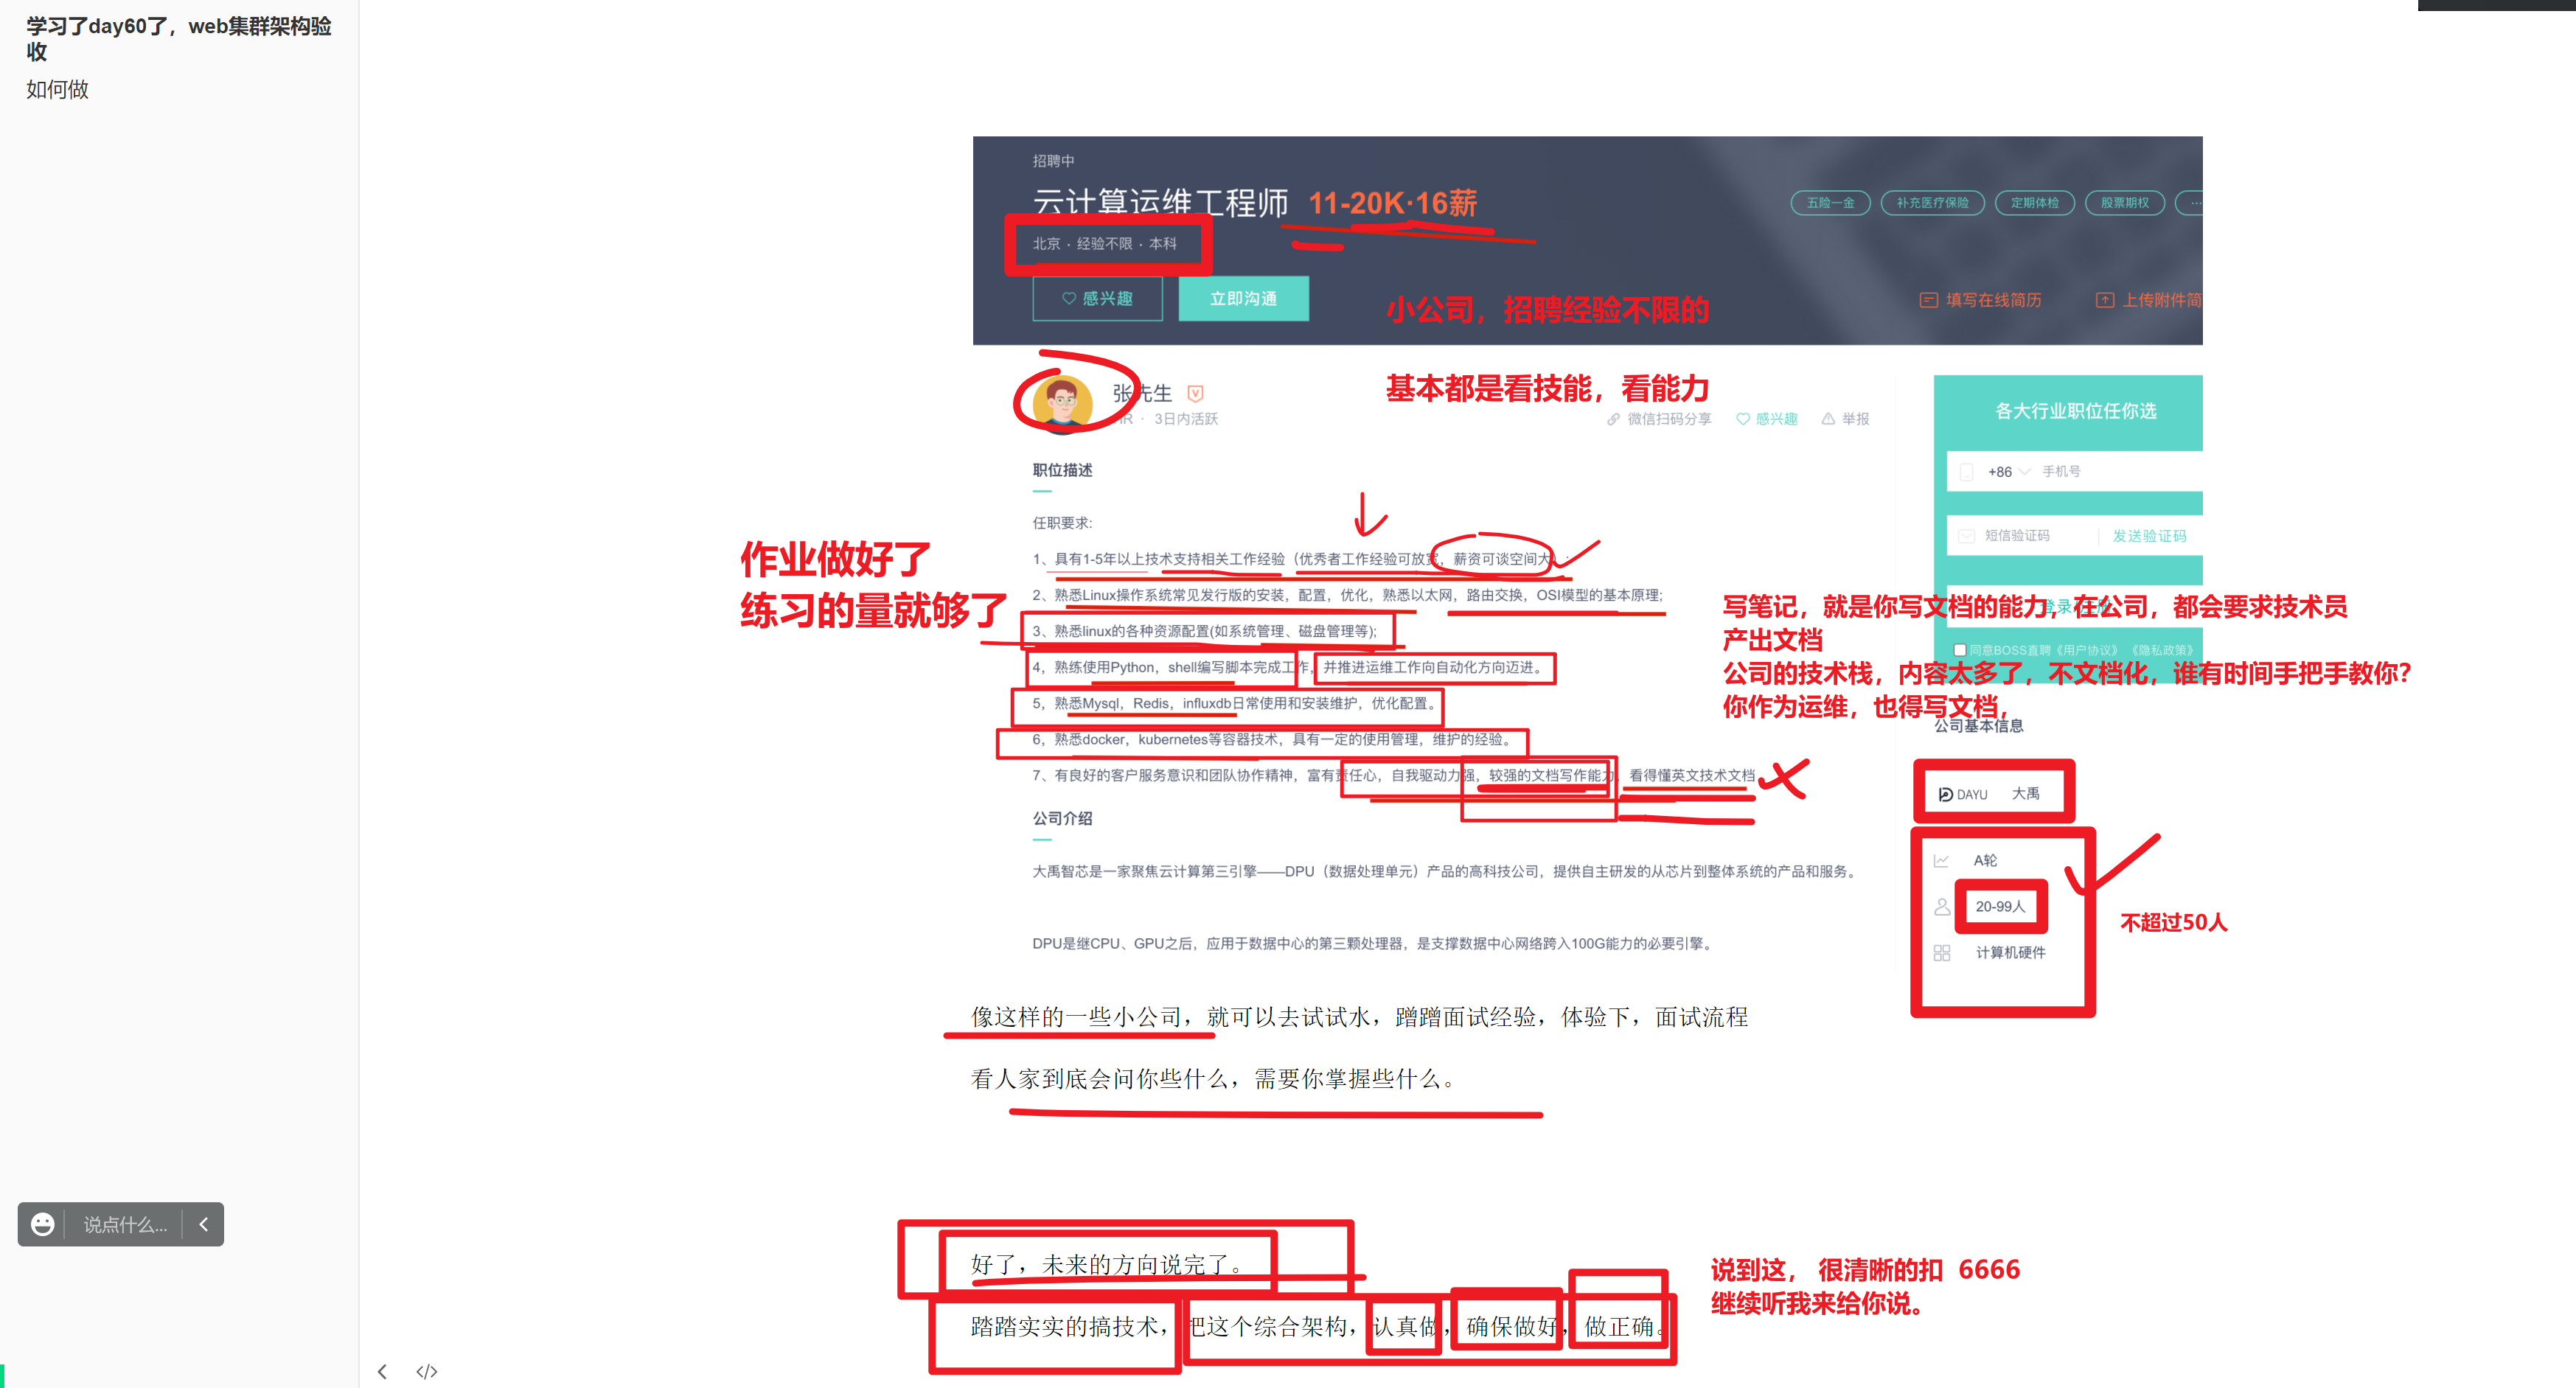 学习了day60了，web集群架构验
收
如何做
招聘中
云计算运维工程师 11-20K·16薪
五险一金 补充医疗保险 定期体检 股票期权 ...
北京 · 经验不限 · 本科
感兴趣 立即沟通
小公司，招聘经验不限的
填写在线简历 上传附件简
张先生
HR · 3日内活跃
基本都是看技能，看能力
微信扫码分享 感兴趣 举报
各大行业职位任你选
+86 手机号
短信验证码 发送验证码
职位描述
任职要求:
作业做好了
练习的量就够了
1、具有1-5年以上技术支持相关工作经验（优秀者工作经验可放宽，薪资可谈空间大）;
2、熟悉Linux操作系统常见发行版的安装，配置，优化，熟悉以太网，路由交换，OSI模型的基本原理;
3、熟悉linux的各种资源配置(如系统管理、磁盘管理等);
4，熟练使用Python，shell编写脚本完成工作，并推进运维工作向自动化方向迈进。
5，熟悉Mysql，Redis，influxdb日常使用和安装维护，优化配置。
6，熟悉docker，kubernetes等容器技术，具有一定的使用管理，维护的经验。
7、有良好的客户服务意识和团队协作精神，富有责任心，自我驱动力强，较强的文档写作能力，看得懂英文技术文档
写笔记，就是你写文档的能力，在公司，都会要求技术员
产出文档
公司的技术栈，内容太多了，不文档化，谁有时间手把手教你？
你作为运维，也得写文档，
登录
同意BOSS直聘《用户协议》《隐私政策》
公司基本信息
DAYU 大禹
A轮
20-99人
计算机硬件
不超过50人
公司介绍
大禹智芯是一家聚焦云计算第三引擎——DPU（数据处理单元）产品的高科技公司，提供自主研发的从芯片到整体系统的产品和服务。
DPU是继CPU、GPU之后，应用于数据中心的第三颗处理器，是支撑数据中心网络跨入100G能力的必要引擎。
像这样的一些小公司，就可以去试试水，蹭蹭面试经验，体验下，面试流程
看人家到底会问你些什么，需要你掌握些什么。
好了，未来的方向说完了。
踏踏实实的搞技术，把这个综合架构，认真做，确保做好，做正确。
说到这， 很清晰的扣 6666
继续听我来给你说。
说点什么...